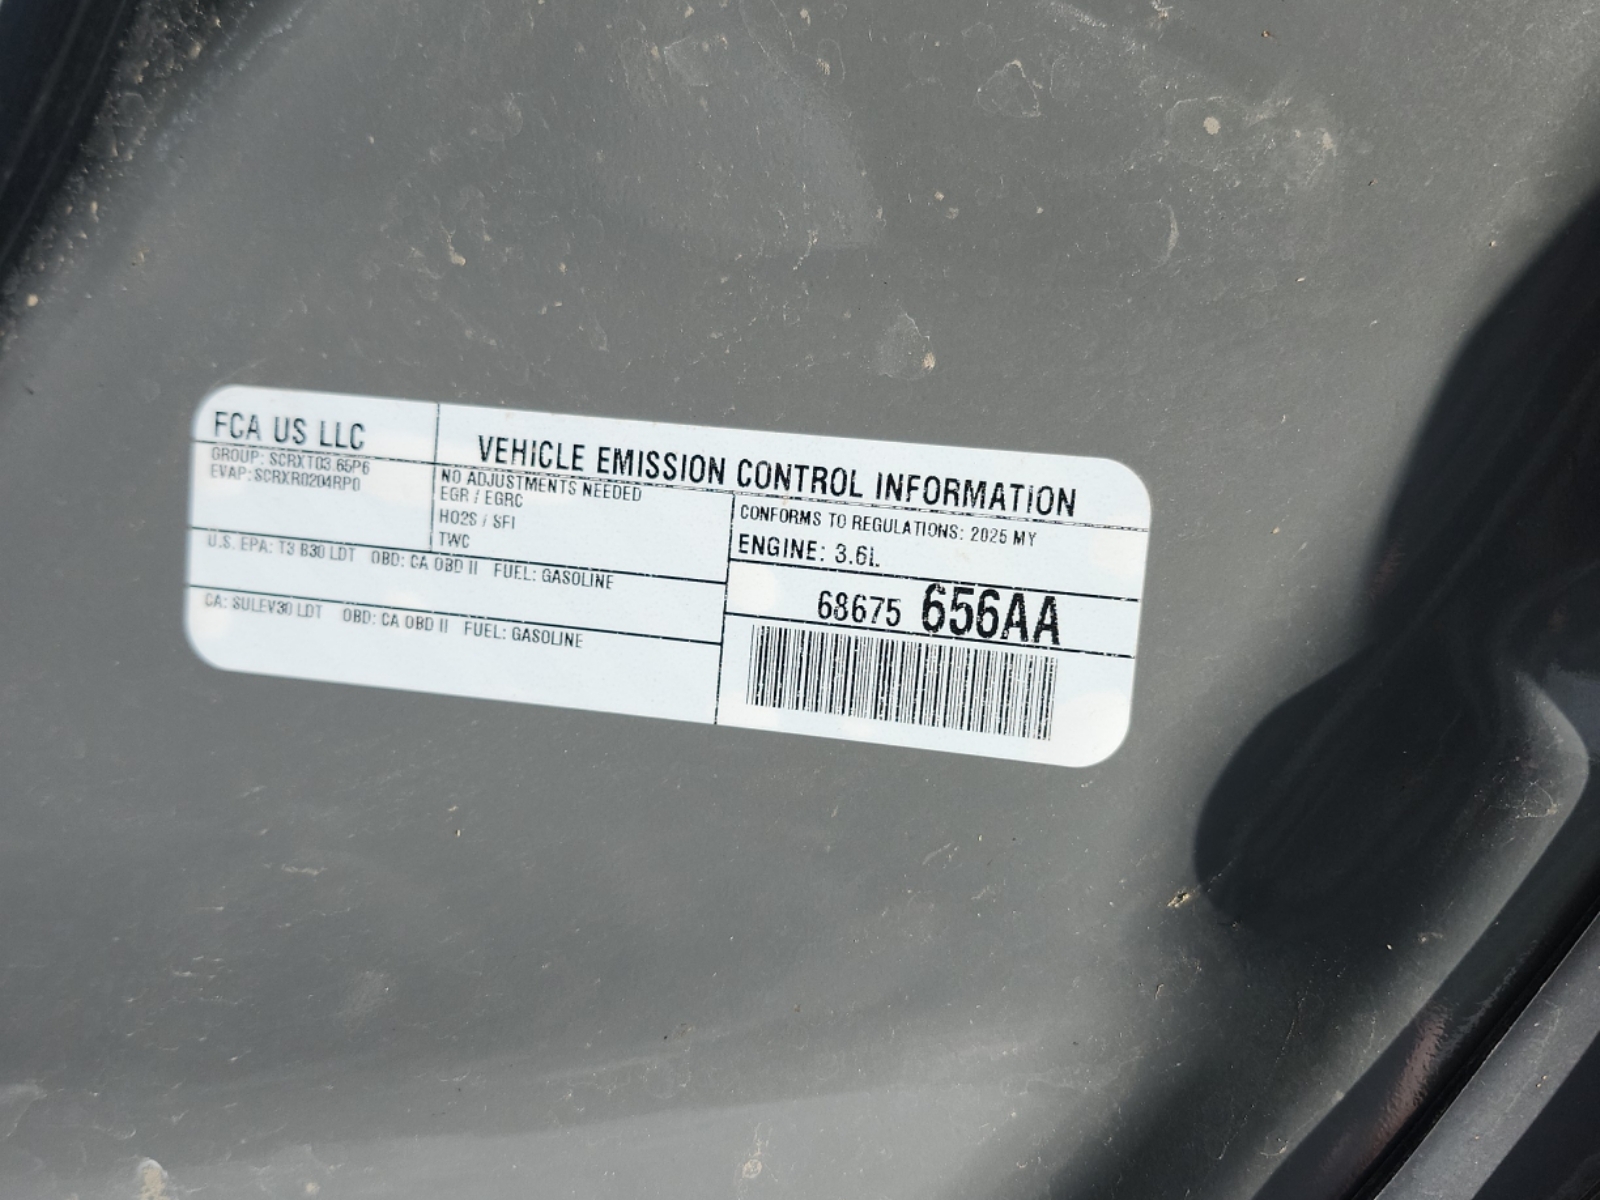 FCA US LLC
VEHICLE EMISSION CONTROL INFORMATION
GROUP: SCRXT03.65P6
EVAP: SCRXR0204RP0
NO ADJUSTMENTS NEEDED
EGR / EGRC
HO2S / SFI
TWC
CONFORMS TO REGULATIONS: 2025 MY
ENGINE: 3.6L
U.S. EPA: T3 B30 LDT OBD: CA OBD II FUEL: GASOLINE
CA: SULEV30 LDT OBD: CA OBD II FUEL: GASOLINE
68675 656AA